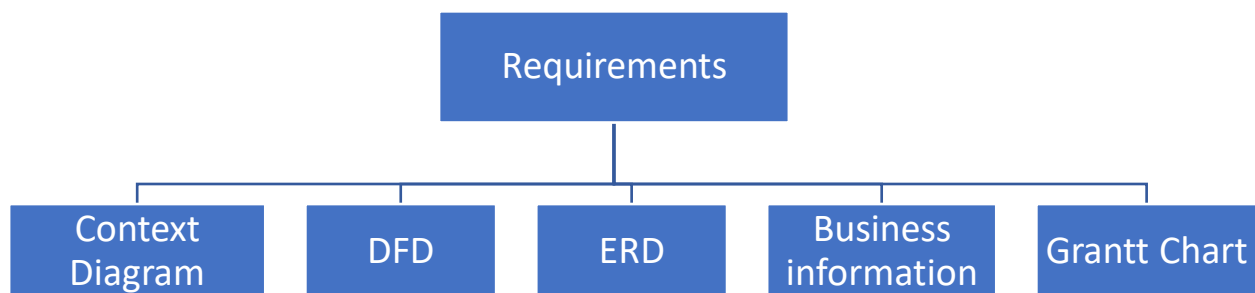 Requirements
Context
Diagram
DFD
ERD
Business
information
Grantt Chart